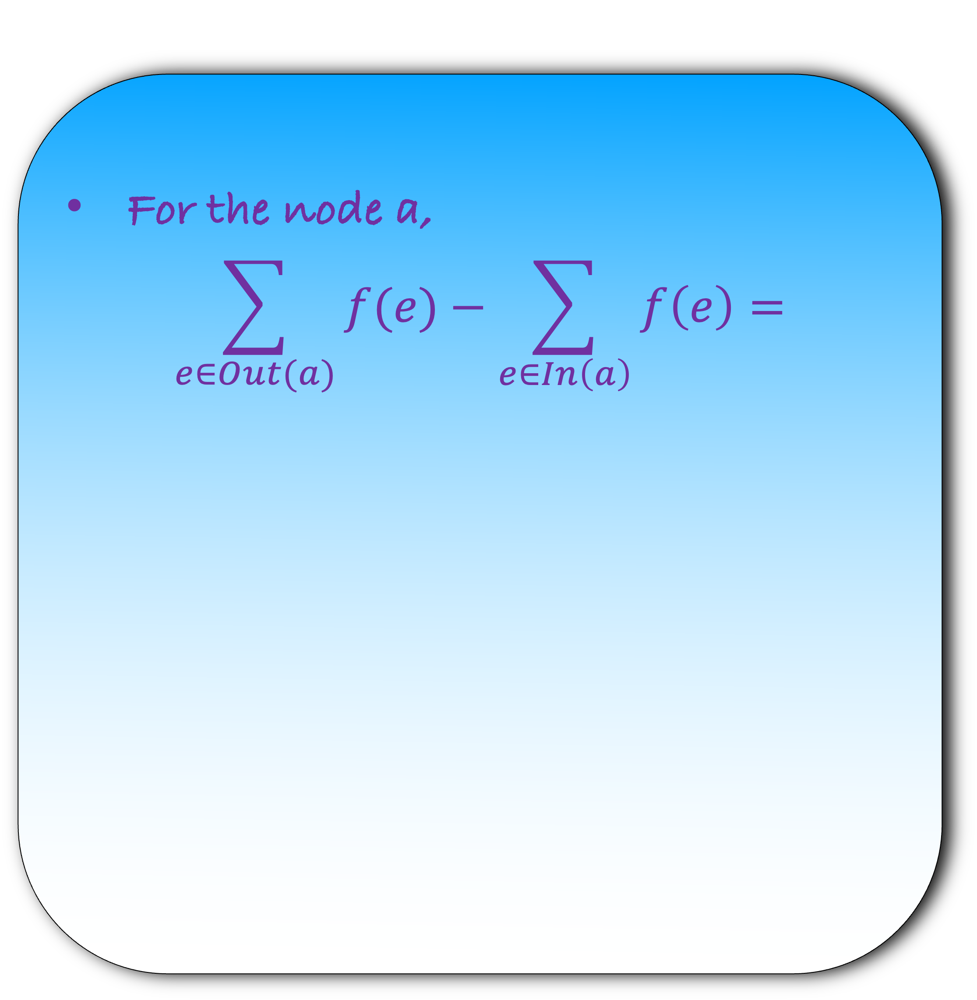 • For the node a,
∑ f(e) − ∑ f(e) =
e∈Out(a) e∈In(a)